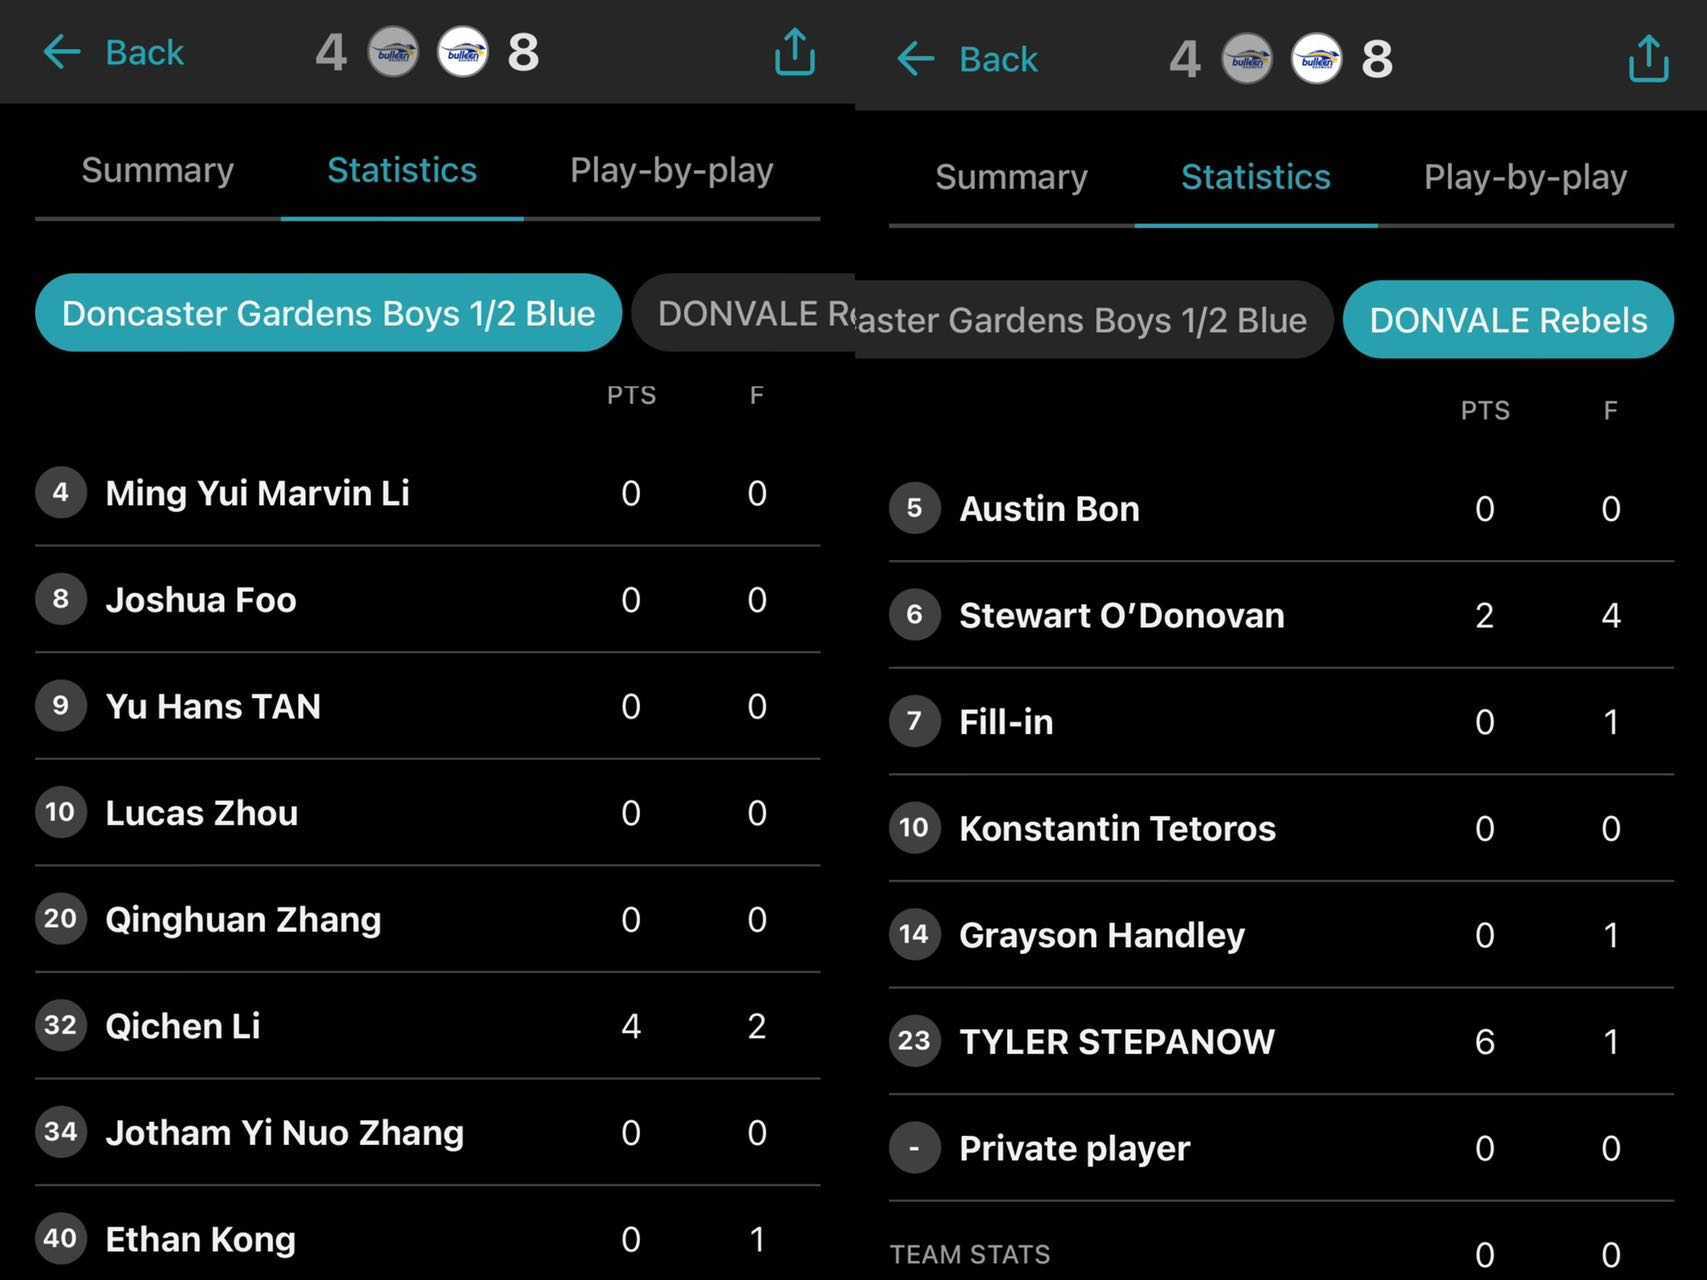 Back 4 bulleen bulleen 8
Summary Statistics Play-by-play
Doncaster Gardens Boys 1/2 Blue DONVALE Re
PTS F
4 Ming Yui Marvin Li 0 0
8 Joshua Foo 0 0
9 Yu Hans TAN 0 0
10 Lucas Zhou 0 0
20 Qinghuan Zhang 0 0
32 Qichen Li 4 2
34 Jotham Yi Nuo Zhang 0 0
40 Ethan Kong 0 1
Back 4 bulleen bulleen 8
Summary Statistics Play-by-play
aster Gardens Boys 1/2 Blue DONVALE Rebels
PTS F
5 Austin Bon 0 0
6 Stewart O’Donovan 2 4
7 Fill-in 0 1
10 Konstantin Tetoros 0 0
14 Grayson Handley 0 1
23 TYLER STEPANOW 6 1
- Private player 0 0
TEAM STATS 0 0